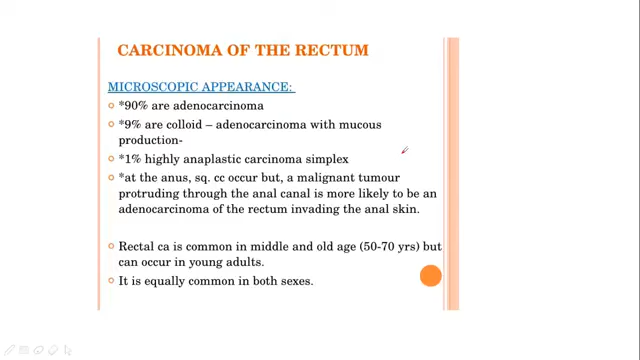 CARCINOMA OF THE RECTUM
MICROSCOPIC APPEARANCE:
*90% are adenocarcinoma
*9% are colloid – adenocarcinoma with mucous
production-
*1% highly anaplastic carcinoma simplex
*at the anus, sq. cc occur but, a malignant tumour
protruding through the anal canal is more likely to be an
adenocarcinoma of the rectum invading the anal skin.
Rectal ca is common in middle and old age (50-70 yrs) but
can occur in young adults.
It is equally common in both sexes.